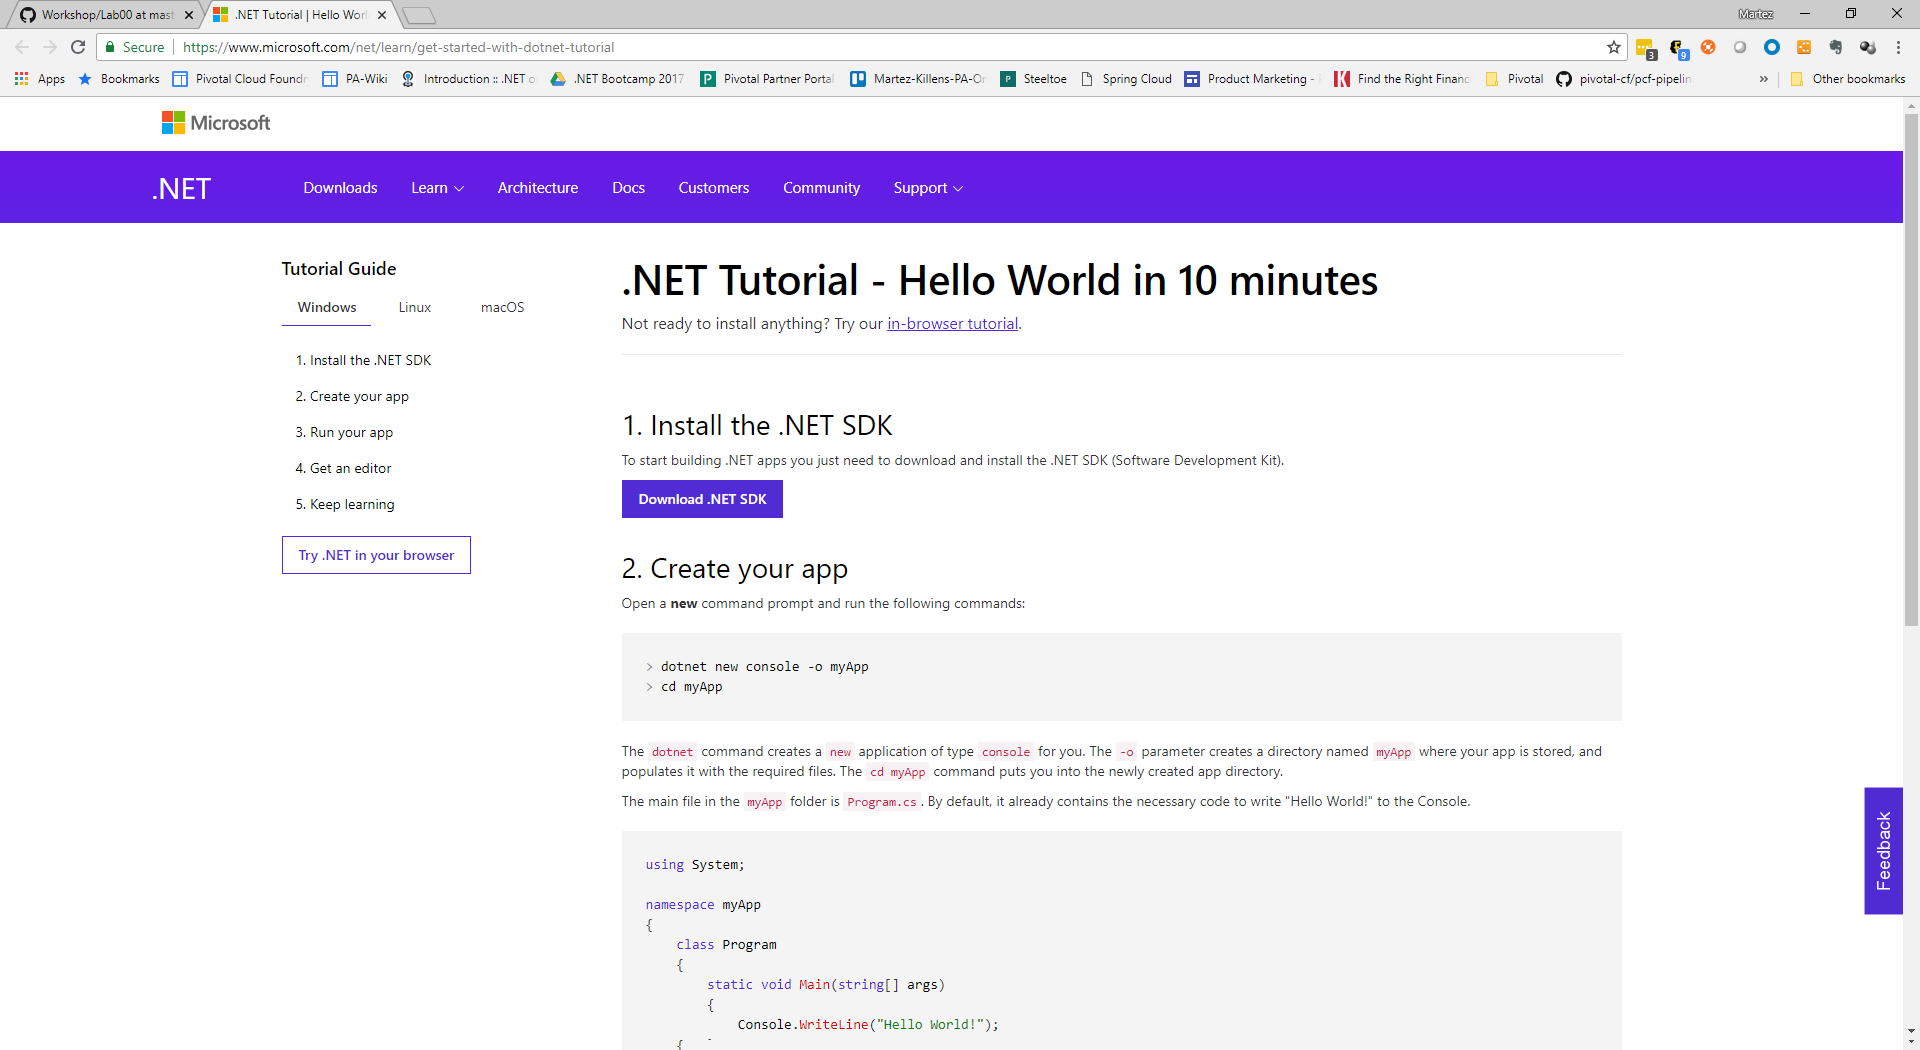 Workshop/Lab00 at mast
.NET Tutorial | Hello Worl
Martez
Secure
https://www.microsoft.com/net/learn/get-started-with-dotnet-tutorial
3
9
Apps
Bookmarks
Pivotal Cloud Foundr
PA-Wiki
Introduction :: .NET o
.NET Bootcamp 2017
Pivotal Partner Portal
Martez-Killens-PA-Or
Steeltoe
Spring Cloud
Product Marketing -
Find the Right Financ
Pivotal
pivotal-cf/pcf-pipelin
»
Other bookmarks
Microsoft
.NET
Downloads
Learn
Architecture
Docs
Customers
Community
Support
Tutorial Guide
Windows
Linux
macOS
1. Install the .NET SDK
2. Create your app
3. Run your app
4. Get an editor
5. Keep learning
Try .NET in your browser
.NET Tutorial - Hello World in 10 minutes
Not ready to install anything? Try our in-browser tutorial.
1. Install the .NET SDK
To start building .NET apps you just need to download and install the .NET SDK (Software Development Kit).
Download .NET SDK
2. Create your app
Open a new command prompt and run the following commands:
> dotnet new console -o myApp
> cd myApp
The dotnet command creates a new application of type console for you. The -o parameter creates a directory named myApp where your app is stored, and
populates it with the required files. The cd myApp command puts you into the newly created app directory.
The main file in the myApp folder is Program.cs. By default, it already contains the necessary code to write "Hello World!" to the Console.
using System;
namespace myApp
{
class Program
{
static void Main(string[] args)
{
Console.WriteLine("Hello World!");
Feedback